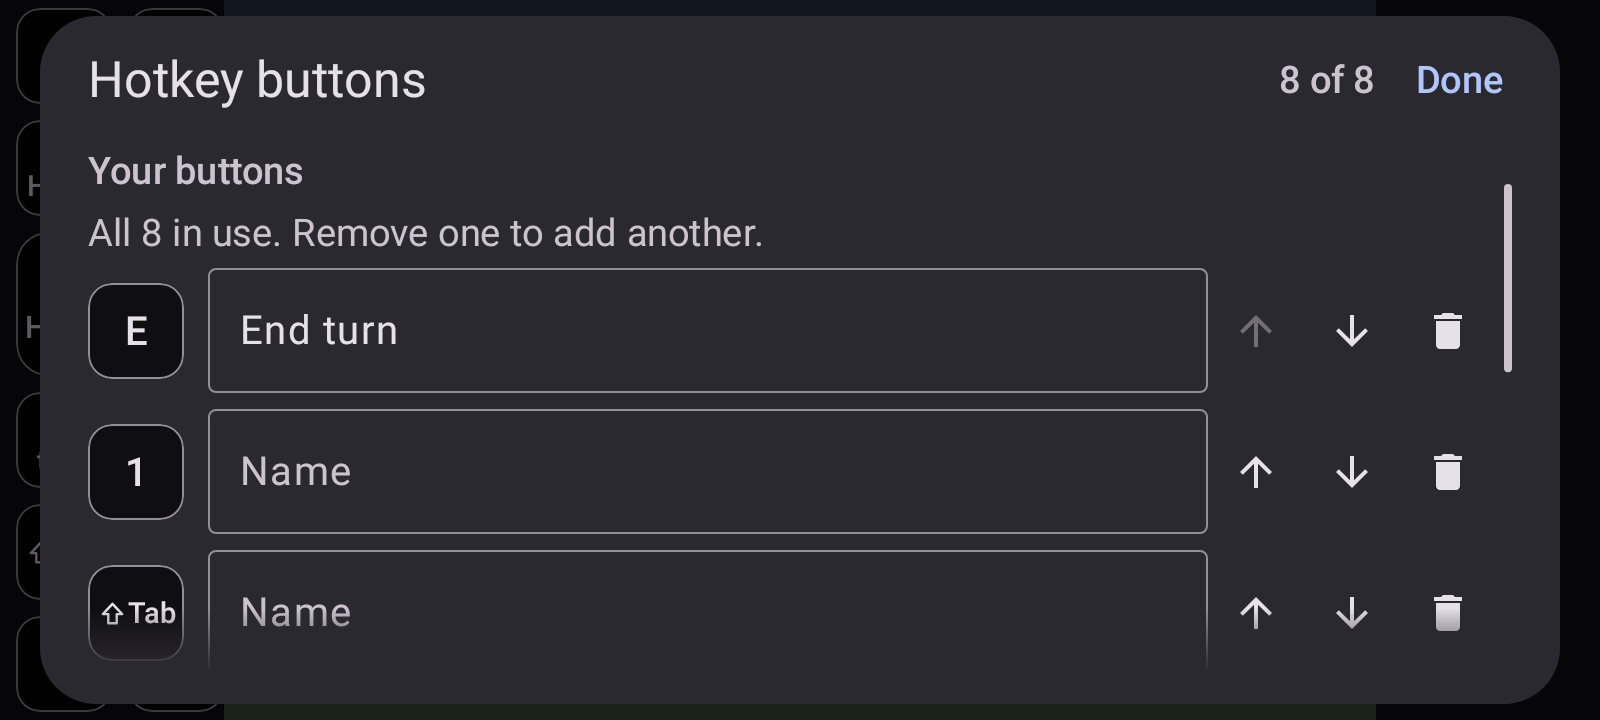 Hotkey buttons
8 of 8
Done
Your buttons
All 8 in use. Remove one to add another.
E
End turn
1
Name
⇧Tab
Name